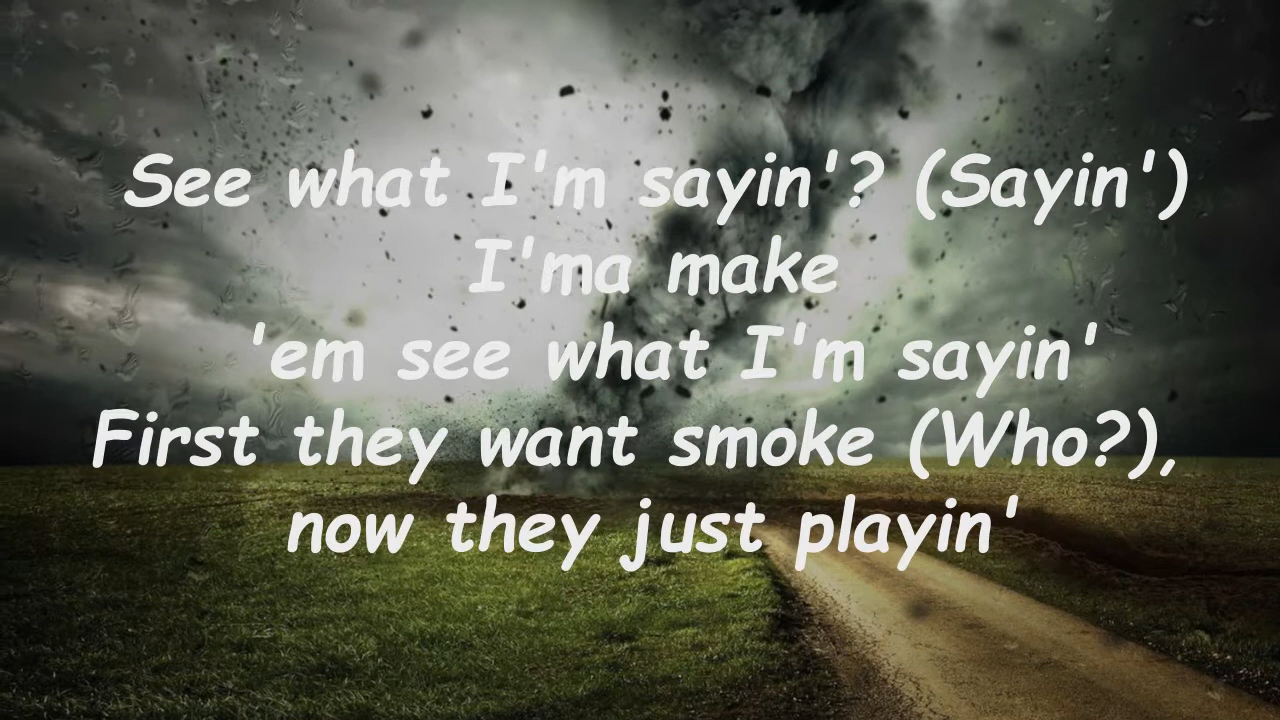 See what I'm sayin'? (Sayin')
I'ma make
'em see what I'm sayin'
First they want smoke (Who?),
now they just playin'